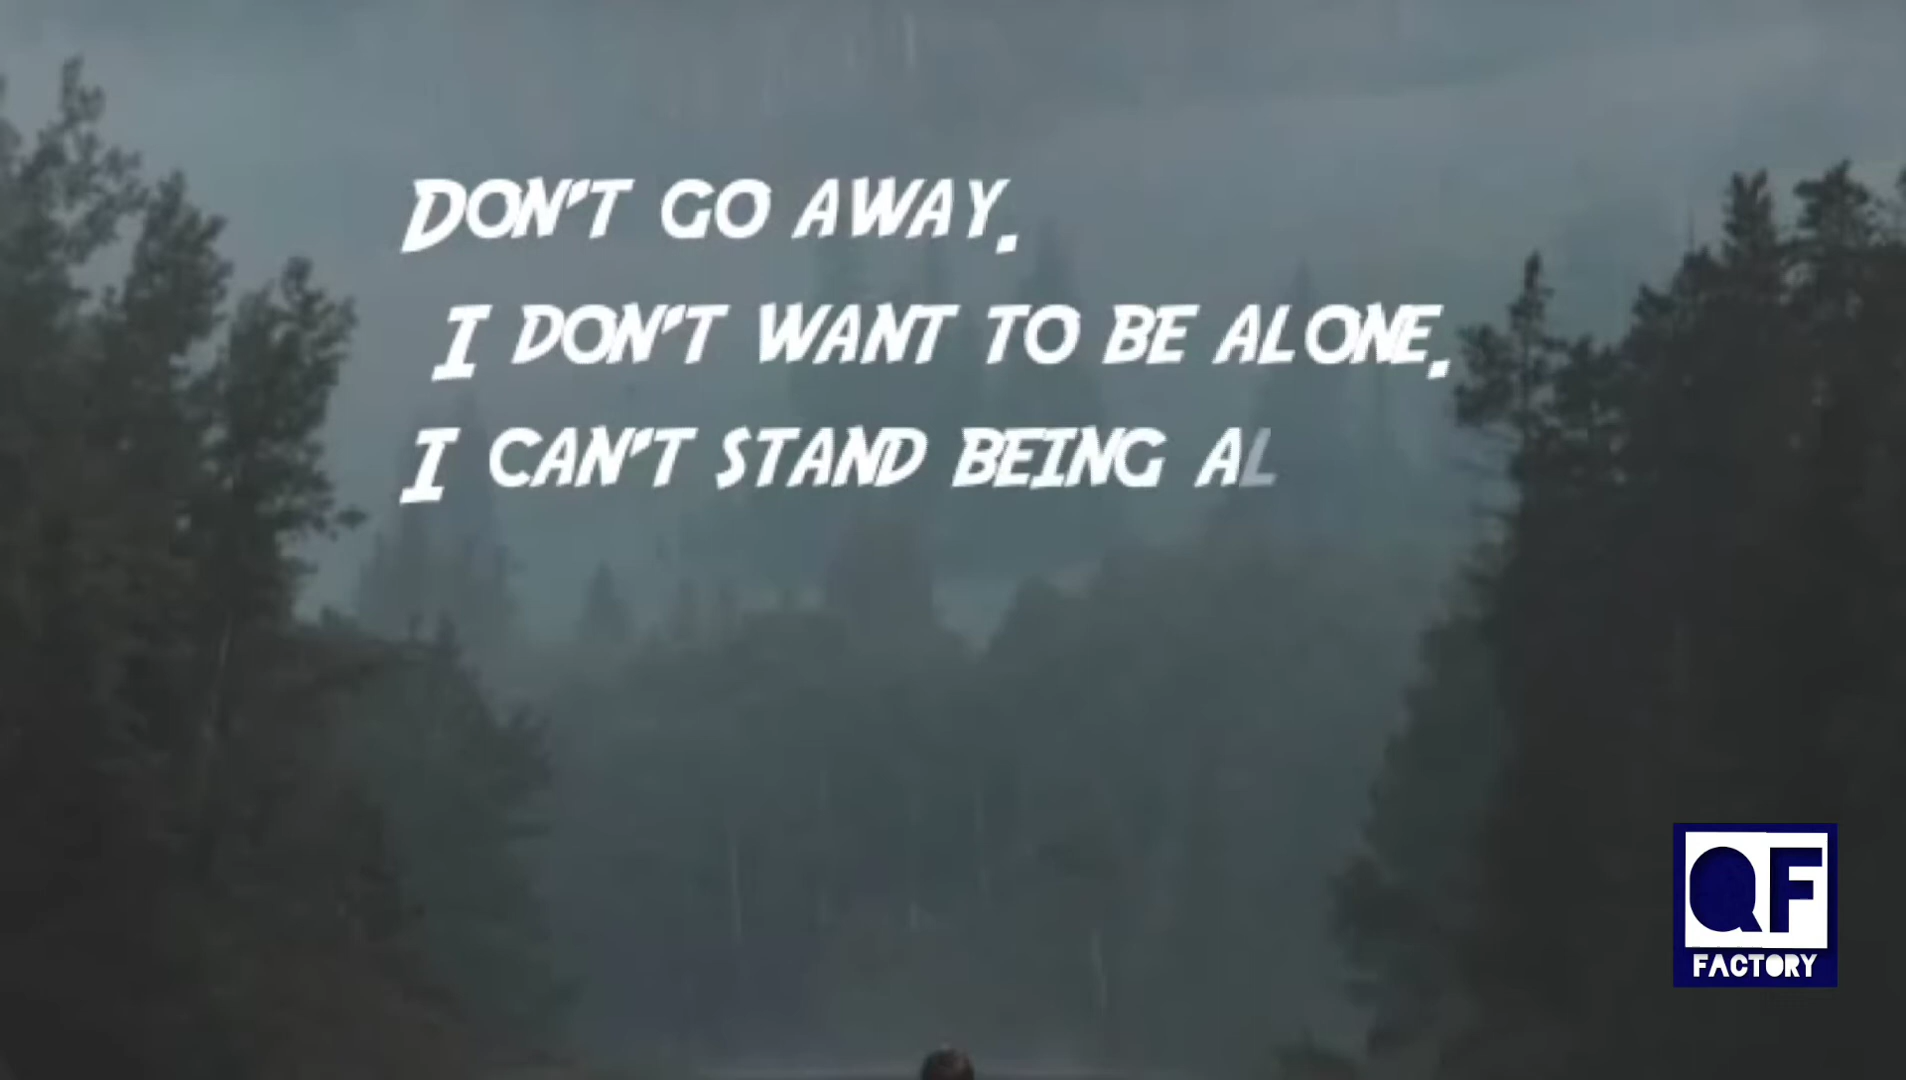 DON'T GO AWAY.
I DON'T WANT TO BE ALONE.
I CAN'T STAND BEING AL
QF
FACTORY